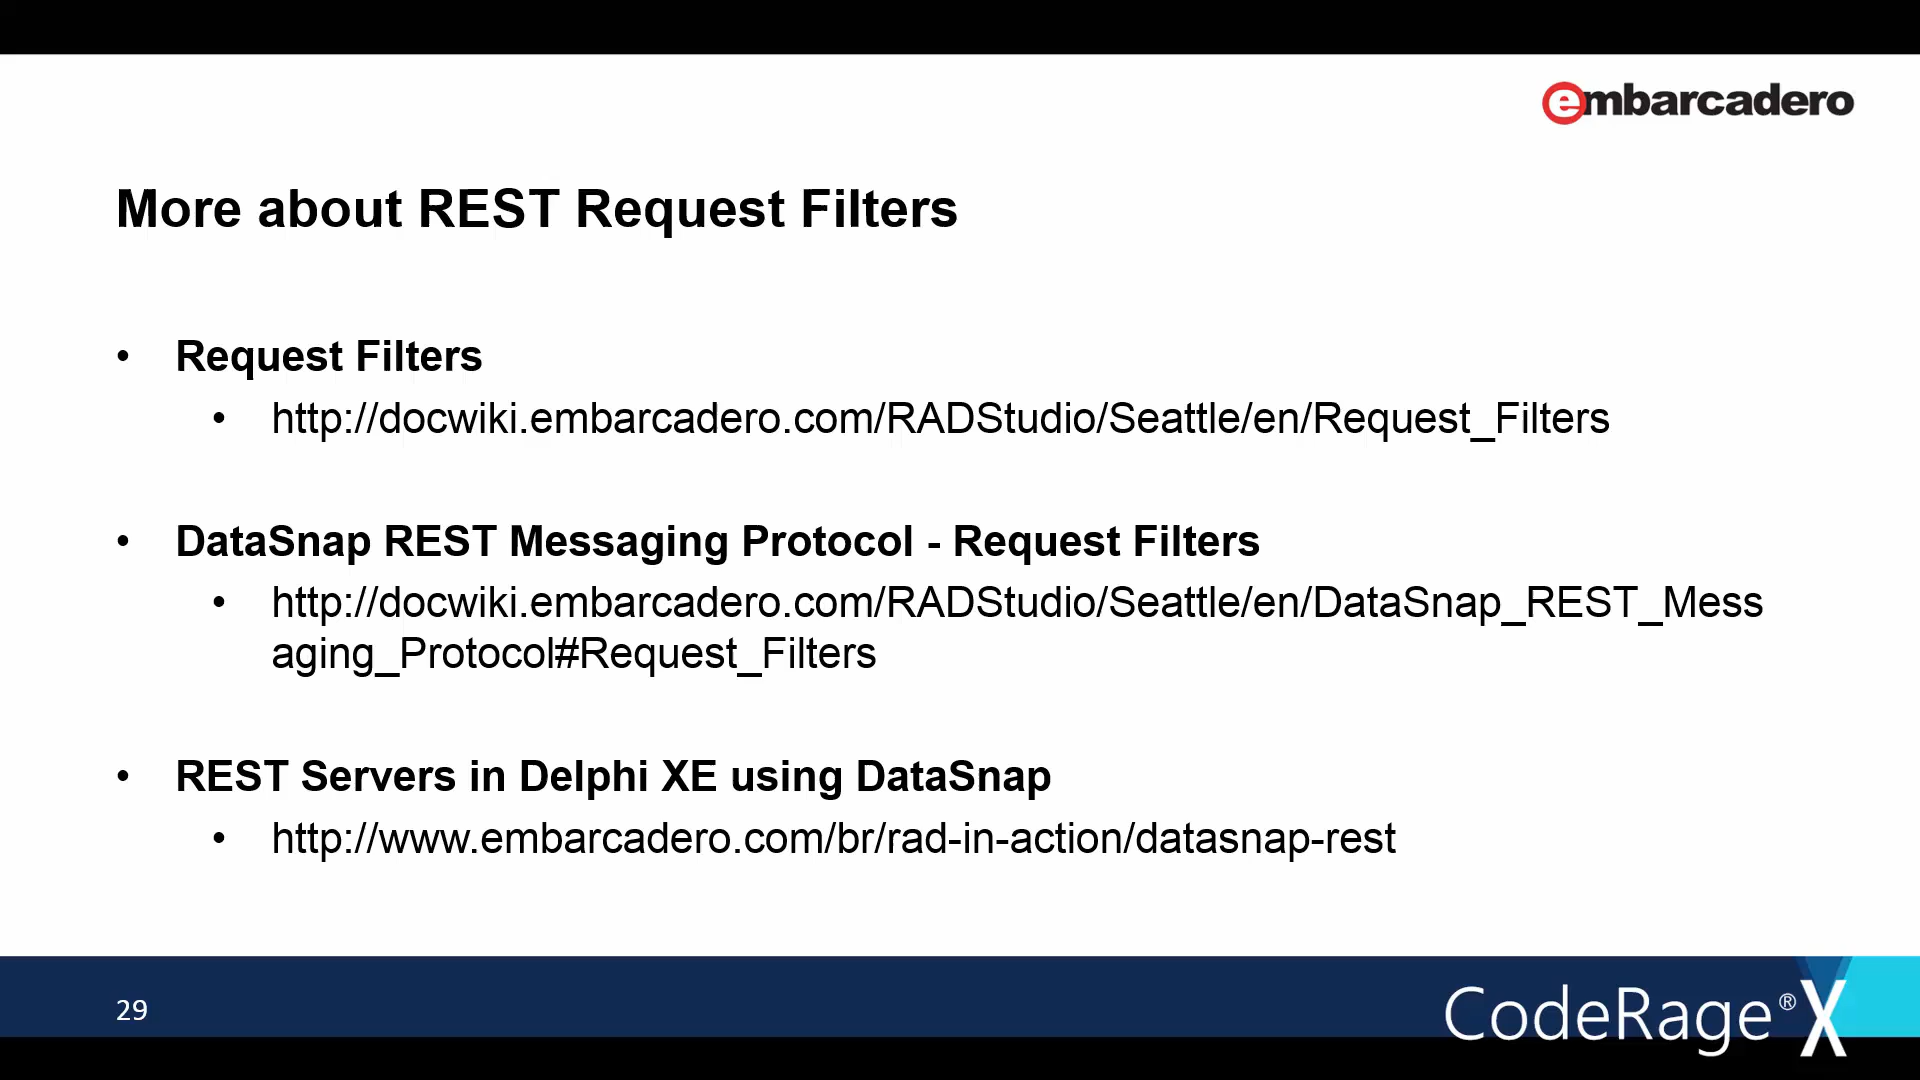 embarcadero
More about REST Request Filters
• Request Filters
• http://docwiki.embarcadero.com/RADStudio/Seattle/en/Request_Filters
• DataSnap REST Messaging Protocol - Request Filters
• http://docwiki.embarcadero.com/RADStudio/Seattle/en/DataSnap_REST_Mess
aging_Protocol#Request_Filters
• REST Servers in Delphi XE using DataSnap
• http://www.embarcadero.com/br/rad-in-action/datasnap-rest
29
CodeRage® X